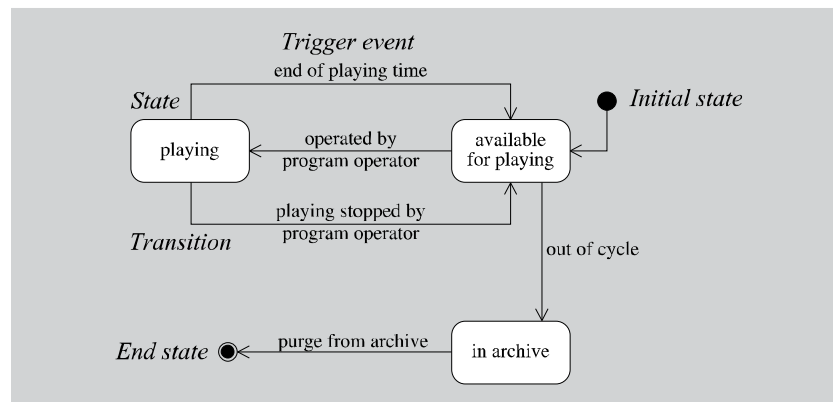 Trigger event
end of playing time
State
Initial state
playing
operated by
program operator
available
for playing
playing stopped by
program operator
Transition
out of cycle
End state
purge from archive
in archive